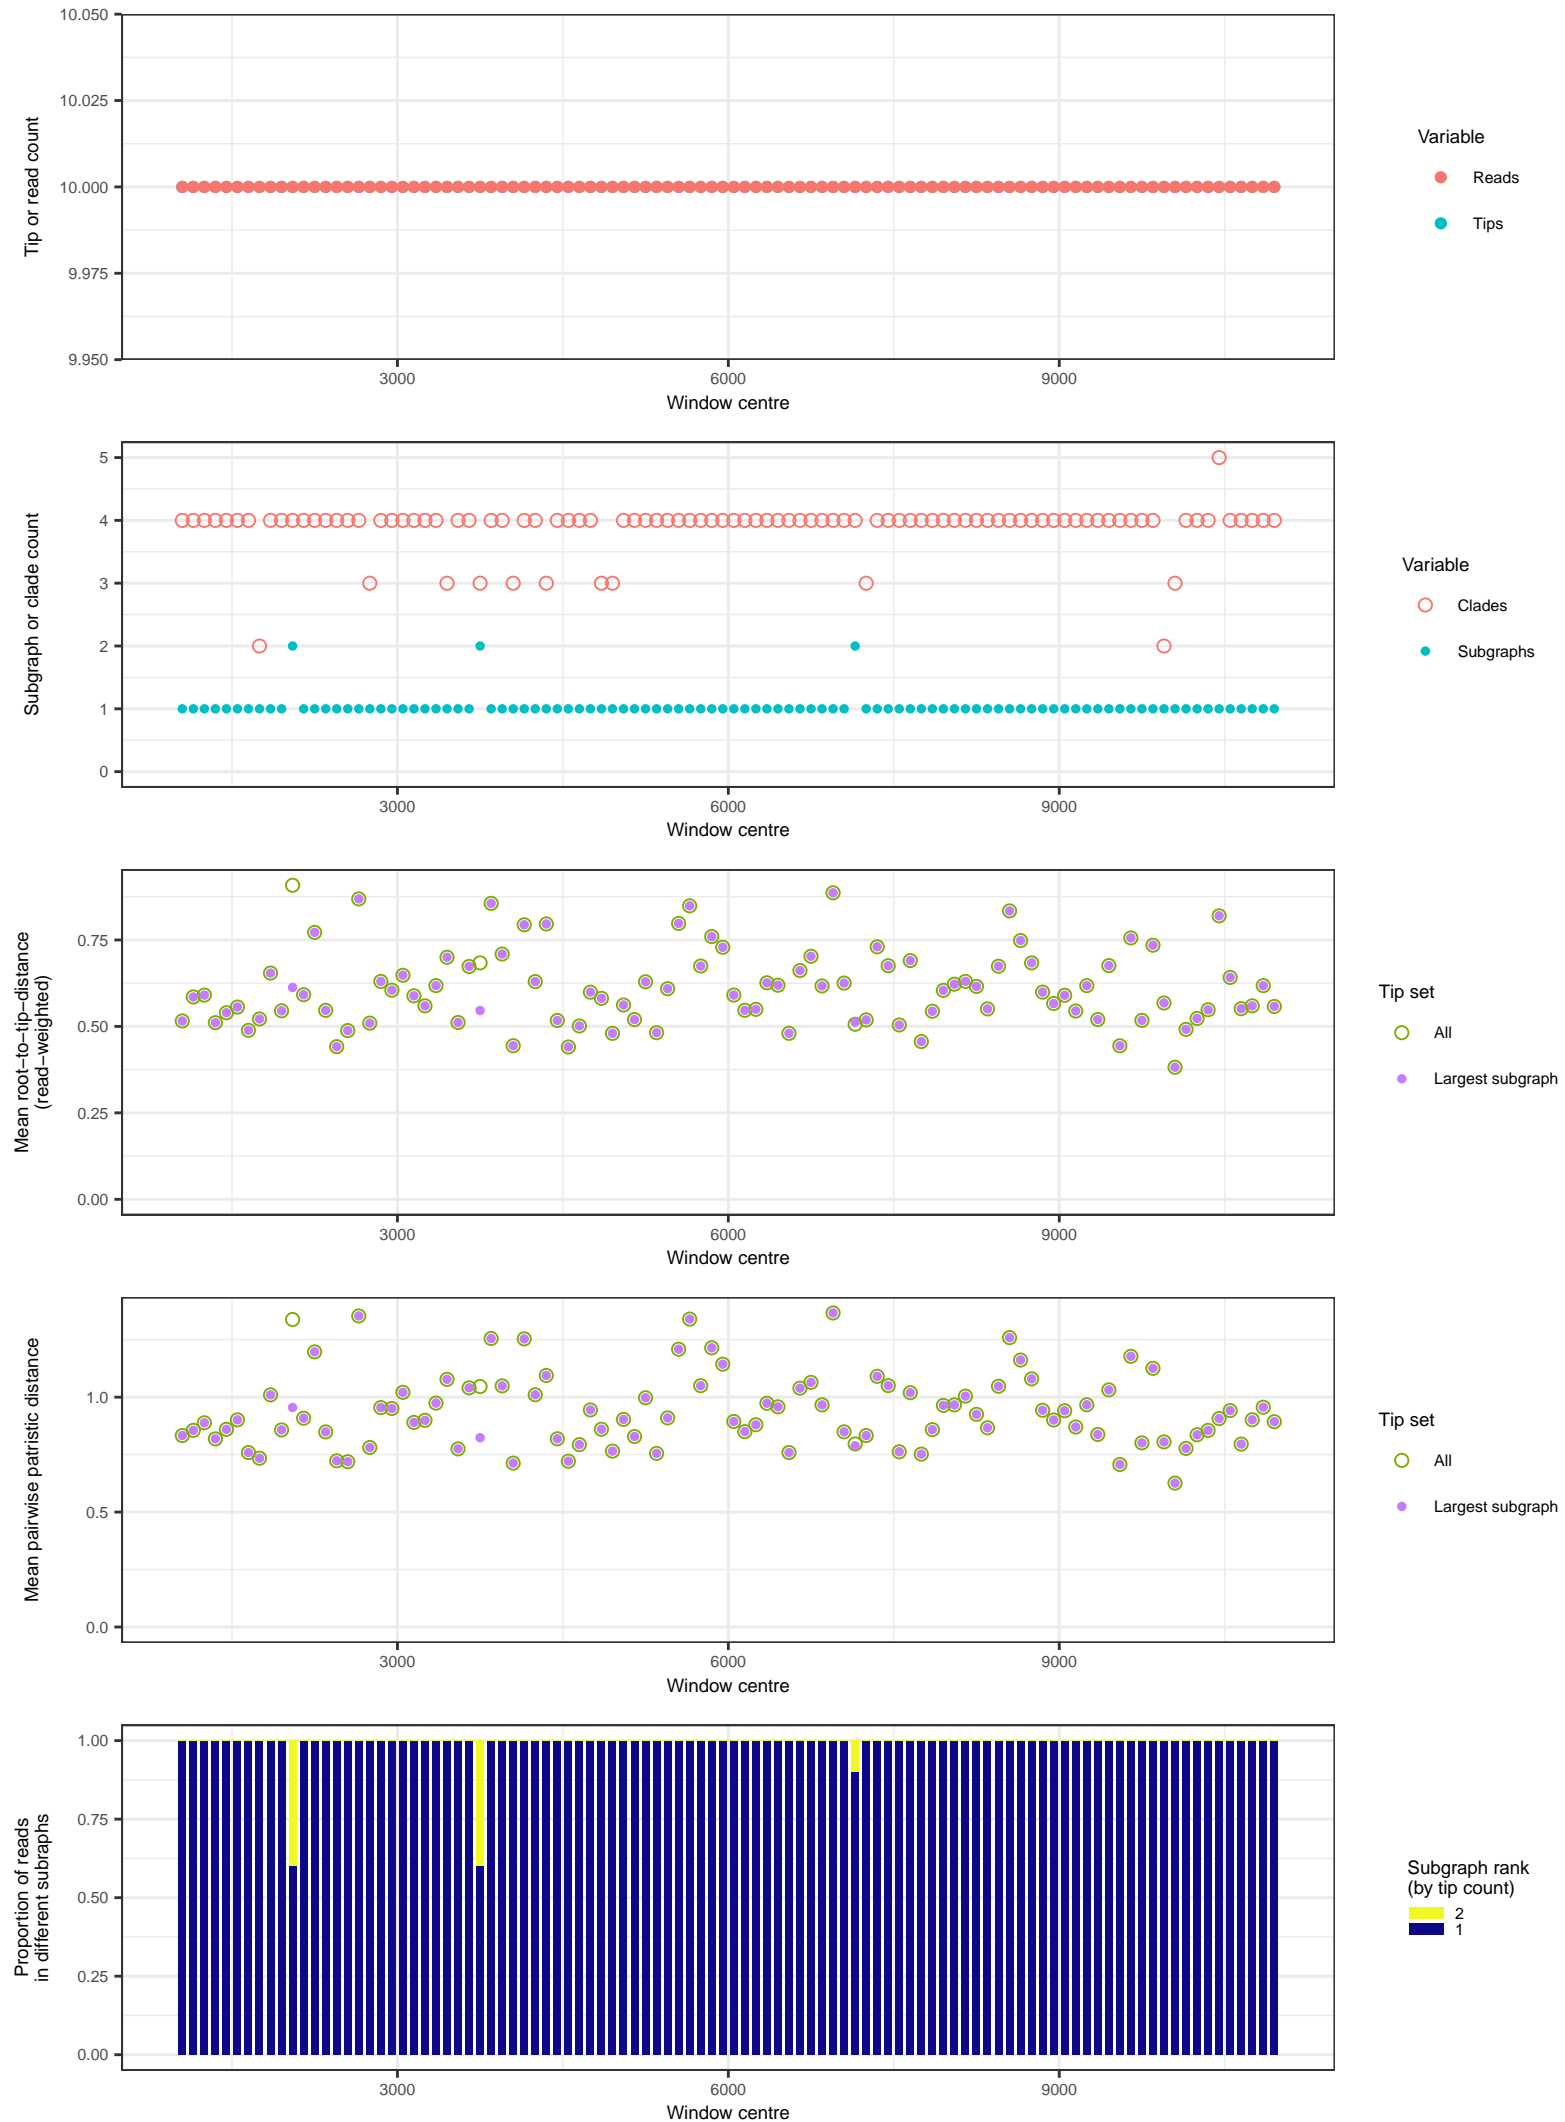 10.050
10.025
10.000
9.975
9.950
Tip or read count
3000
6000
9000
Window centre
Variable
Reads
Tips
5
4
3
2
1
0
Subgraph or clade count
3000
6000
9000
Window centre
Variable
Clades
Subgraphs
0.75
0.50
0.25
0.00
Mean root−to−tip−distance
(read−weighted)
3000
6000
9000
Window centre
Tip set
All
Largest subgraph
1.0
0.5
0.0
Mean pairwise patristic distance
3000
6000
9000
Window centre
Tip set
All
Largest subgraph
1.00
0.75
0.50
0.25
0.00
Proportion of reads
in different subraphs
3000
6000
9000
Window centre
Subgraph rank
(by tip count)
2
1